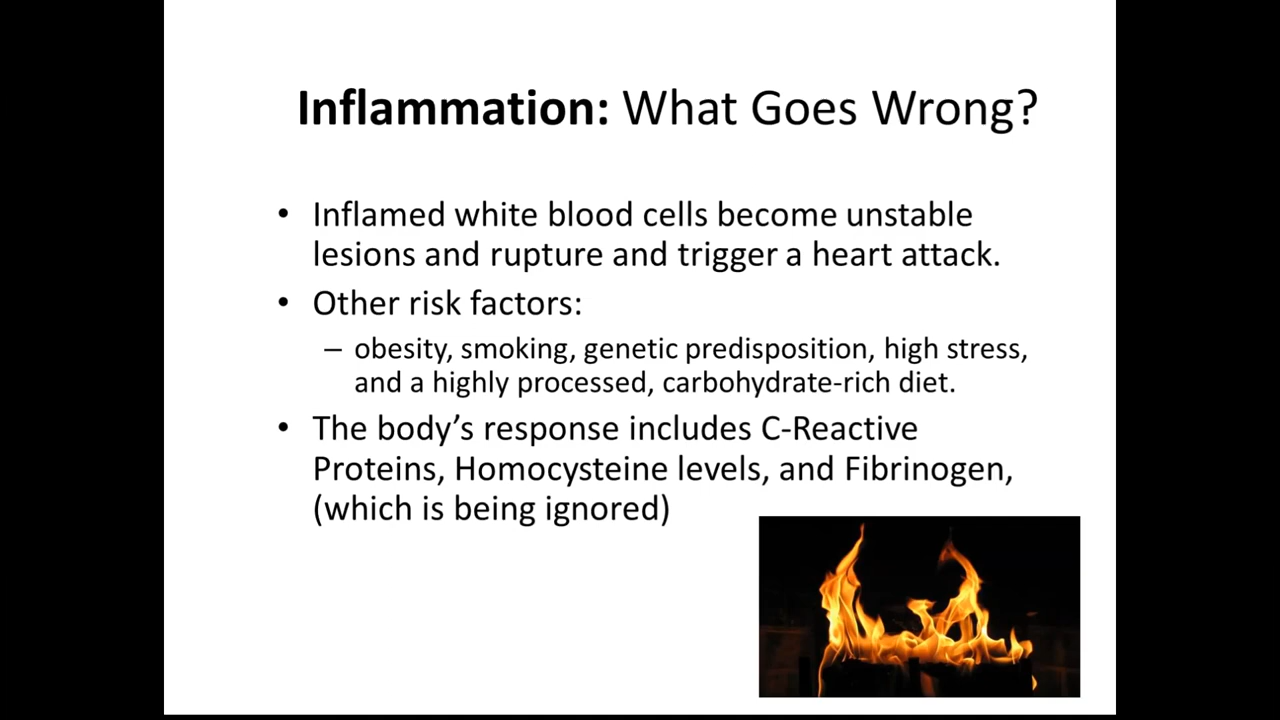 Inflammation: What Goes Wrong?
• Inflamed white blood cells become unstable
lesions and rupture and trigger a heart attack.
• Other risk factors:
– obesity, smoking, genetic predisposition, high stress,
and a highly processed, carbohydrate-rich diet.
• The body’s response includes C-Reactive
Proteins, Homocysteine levels, and Fibrinogen,
(which is being ignored)